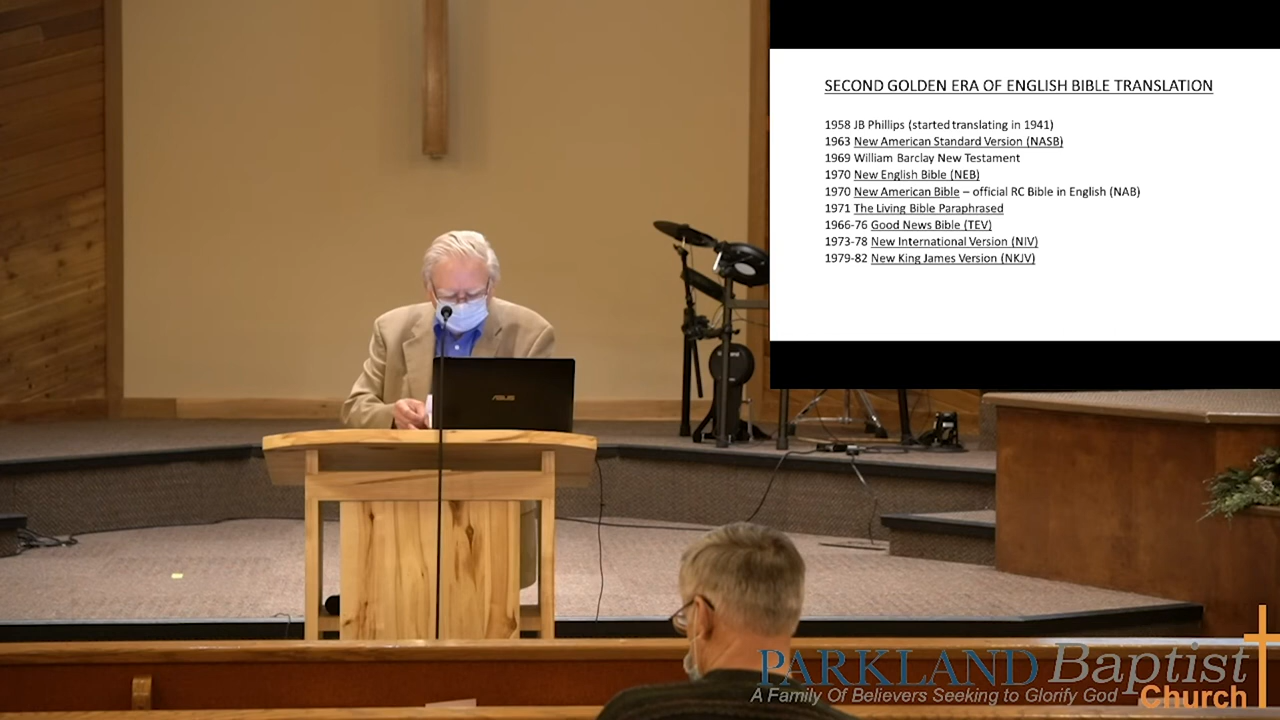 SECOND GOLDEN ERA OF ENGLISH BIBLE TRANSLATION
1958 JB Phillips (started translating in 1941)
1963 New American Standard Version (NASB)
1969 William Barclay New Testament
1970 New English Bible (NEB)
1970 New American Bible – official RC Bible in English (NAB)
1971 The Living Bible Paraphrased
1966-76 Good News Bible (TEV)
1973-78 New International Version (NIV)
1979-82 New King James Version (NKJV)
ASUS
PARKLAND Baptist
A Family Of Believers Seeking to Glorify God
Church